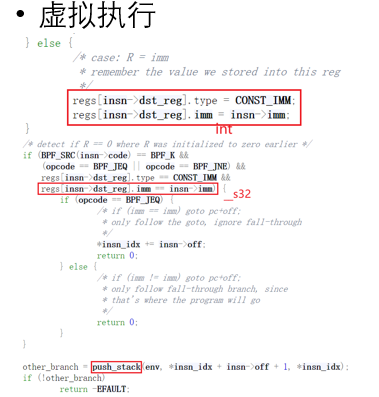 • 虚拟执行
} else {
/* case: R = imm
* remember the value we stored into this reg
*/
regs[insn->dst_reg].type = CONST_IMM;
regs[insn->dst_reg].imm = insn->imm;
}
int
/* detect if R == 0 where R was initialized to zero earlier */
if (BPF_SRC(insn->code) == BPF_K &&
(opcode == BPF_JEQ || opcode == BPF_JNE) &&
regs[insn->dst_reg].type == CONST_IMM &&
regs[insn->dst_reg].imm == insn->imm) {
__s32
if (opcode == BPF_JEQ) {
/* if (imm == imm) goto pc+off;
* only follow the goto, ignore fall-through
*/
*insn_idx += insn->off;
return 0;
} else {
/* if (imm != imm) goto pc+off;
* only follow fall-through branch, since
* that's where the program will go
*/
return 0;
}
}
other_branch = push_stack(env, *insn_idx + insn->off + 1, *insn_idx);
if (!other_branch)
return -EFAULT;